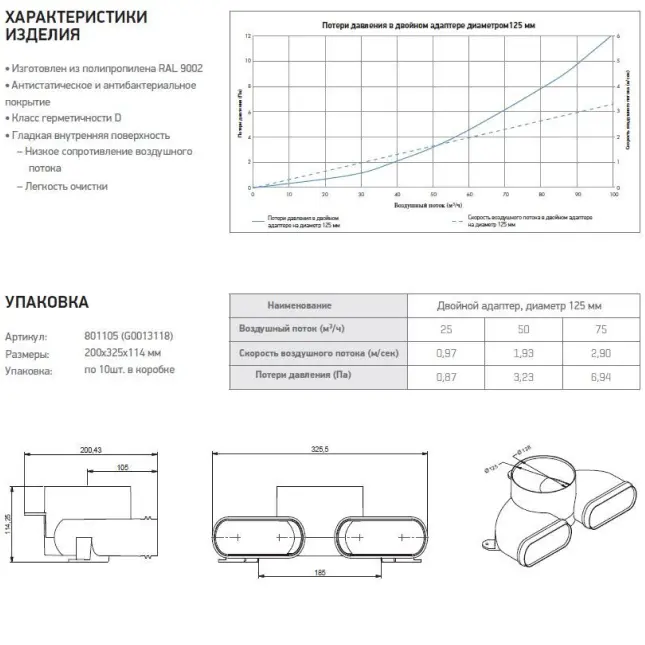 ХАРАКТЕРИСТИКИ
ИЗДЕЛИЯ
• Изготовлен из полипропилена RAL 9002
• Антистатическое и антибактериальное
покрытие
• Класс герметичности D
• Гладкая внутренняя поверхность
– Низкое сопротивление воздушного
потока
– Легкость очистки
Потери давления в двойном адаптере диаметром125 мм
Потери давления (Па)
12
10
8
6
4
2
0
6
5
4
3
2
1
0
Скорость воздушного потока (м/сек)
0 10 20 30 40 50 60 70 80 90 100
Воздушный поток (м³/ч)
Потери давления в двойном
адаптере на диаметр 125 мм
Скорость воздушного потока в двойном адаптере
на диаметр 125 мм
УПАКОВКА
Артикул: 801105 (G0013118)
Размеры: 200x325x114 мм
Упаковка: по 10шт. в коробке
Наименование Двойной адаптер, диаметр 125 мм
Воздушный поток (м³/ч) 25 50 75
Скорость воздушного потока (м/сек) 0,97 1,93 2,90
Потери давления (Па) 0,87 3,23 6,94
200,43
105
114,25
325,5
185
Ø125
Ø128